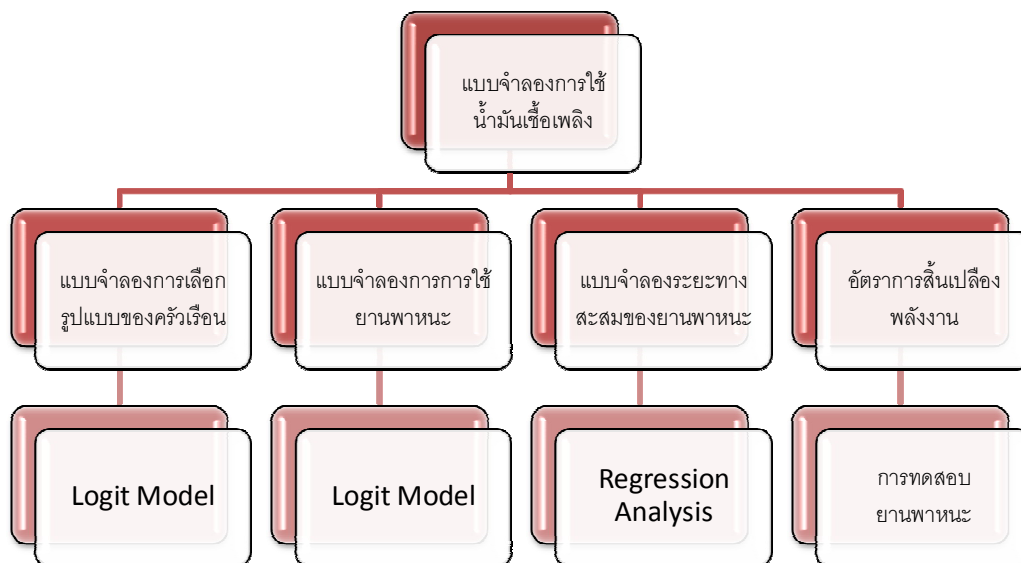 แบบจำลองการใช้
น้ำมันเชื้อเพลิง
แบบจำลองการเลือก
รูปแบบของครัวเรือน
แบบจำลองการการใช้
ยานพาหนะ
แบบจำลองระยะทาง
สะสมของยานพาหนะ
อัตราการสิ้นเปลือง
พลังงาน
Logit Model
Logit Model
Regression
Analysis
การทดสอบ
ยานพาหนะ